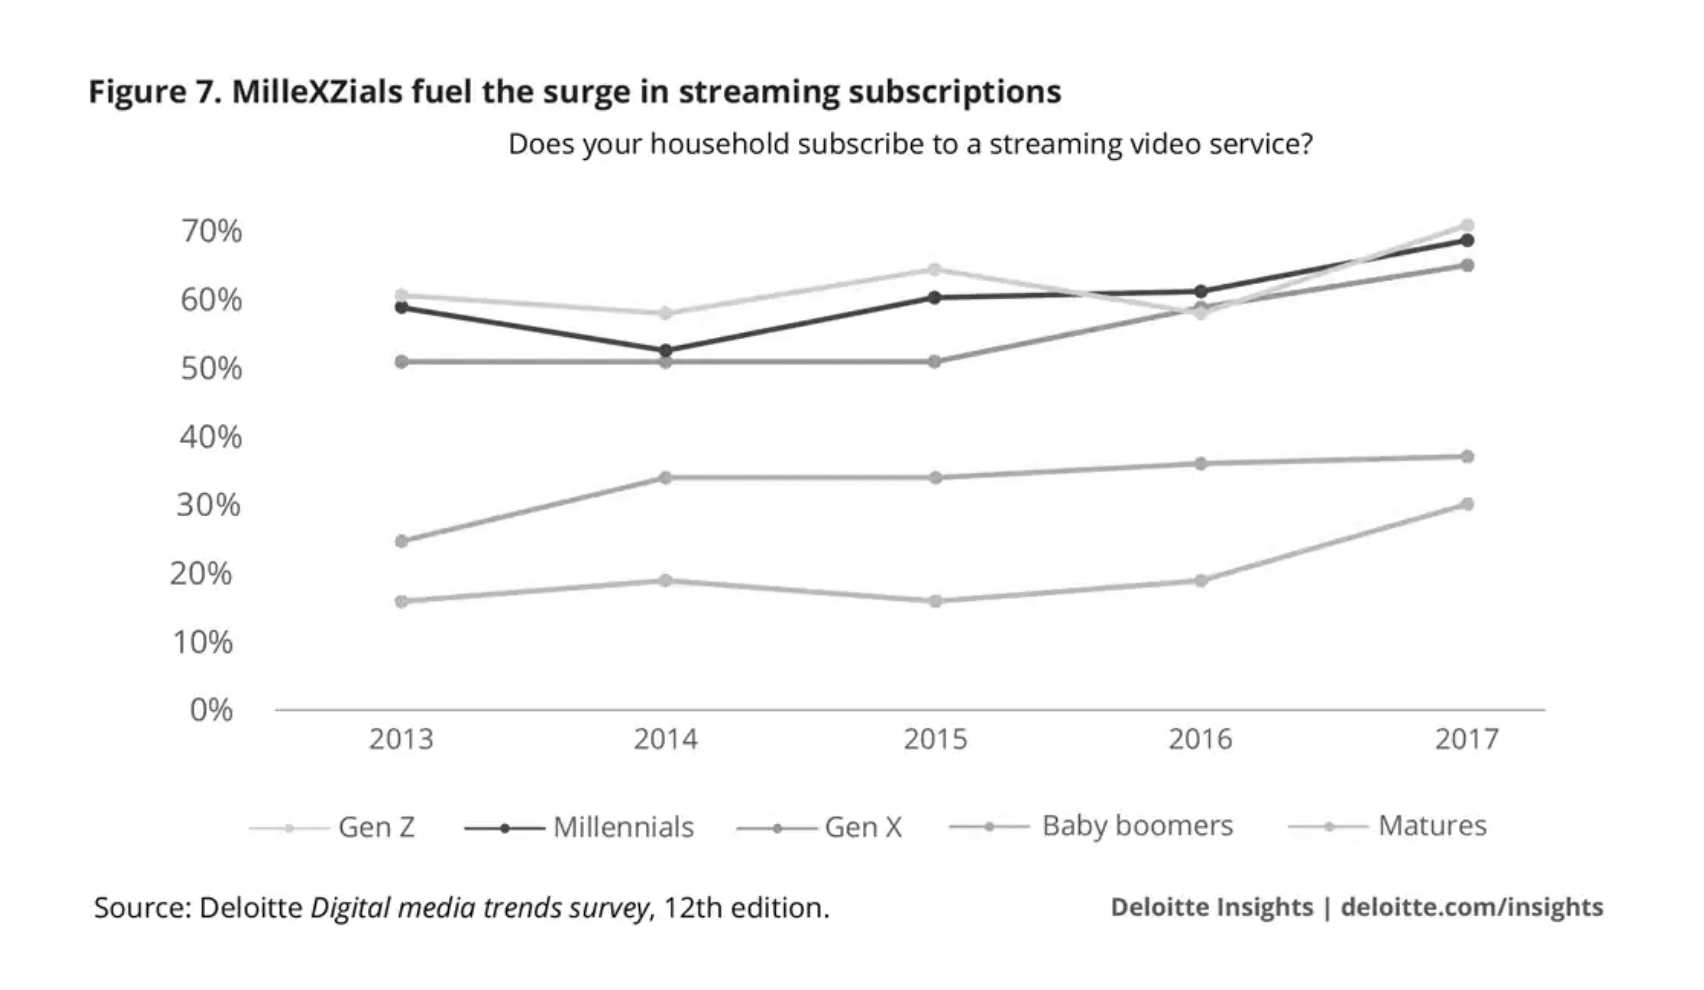 Figure 7. MilleXZials fuel the surge in streaming subscriptions
Does your household subscribe to a streaming video service?
70%
60%
50%
40%
30%
20%
10%
0%
2013 2014 2015 2016 2017
Gen Z Millennials Gen X Baby boomers Matures
Source: Deloitte Digital media trends survey, 12th edition. Deloitte Insights | deloitte.com/insights